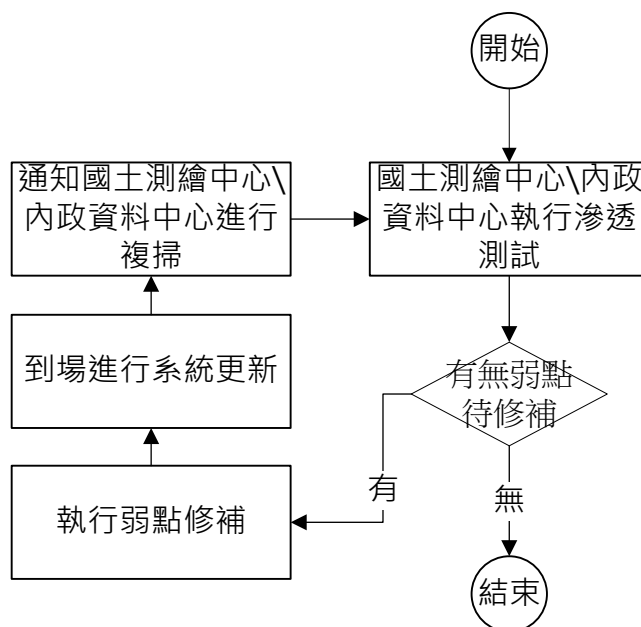 開始
國土測繪中心\內政
資料中心執行滲透
測試
有無弱點
待修補
有
無
結束
執行弱點修補
到場進行系統更新
通知國土測繪中心\
內政資料中心進行
複掃